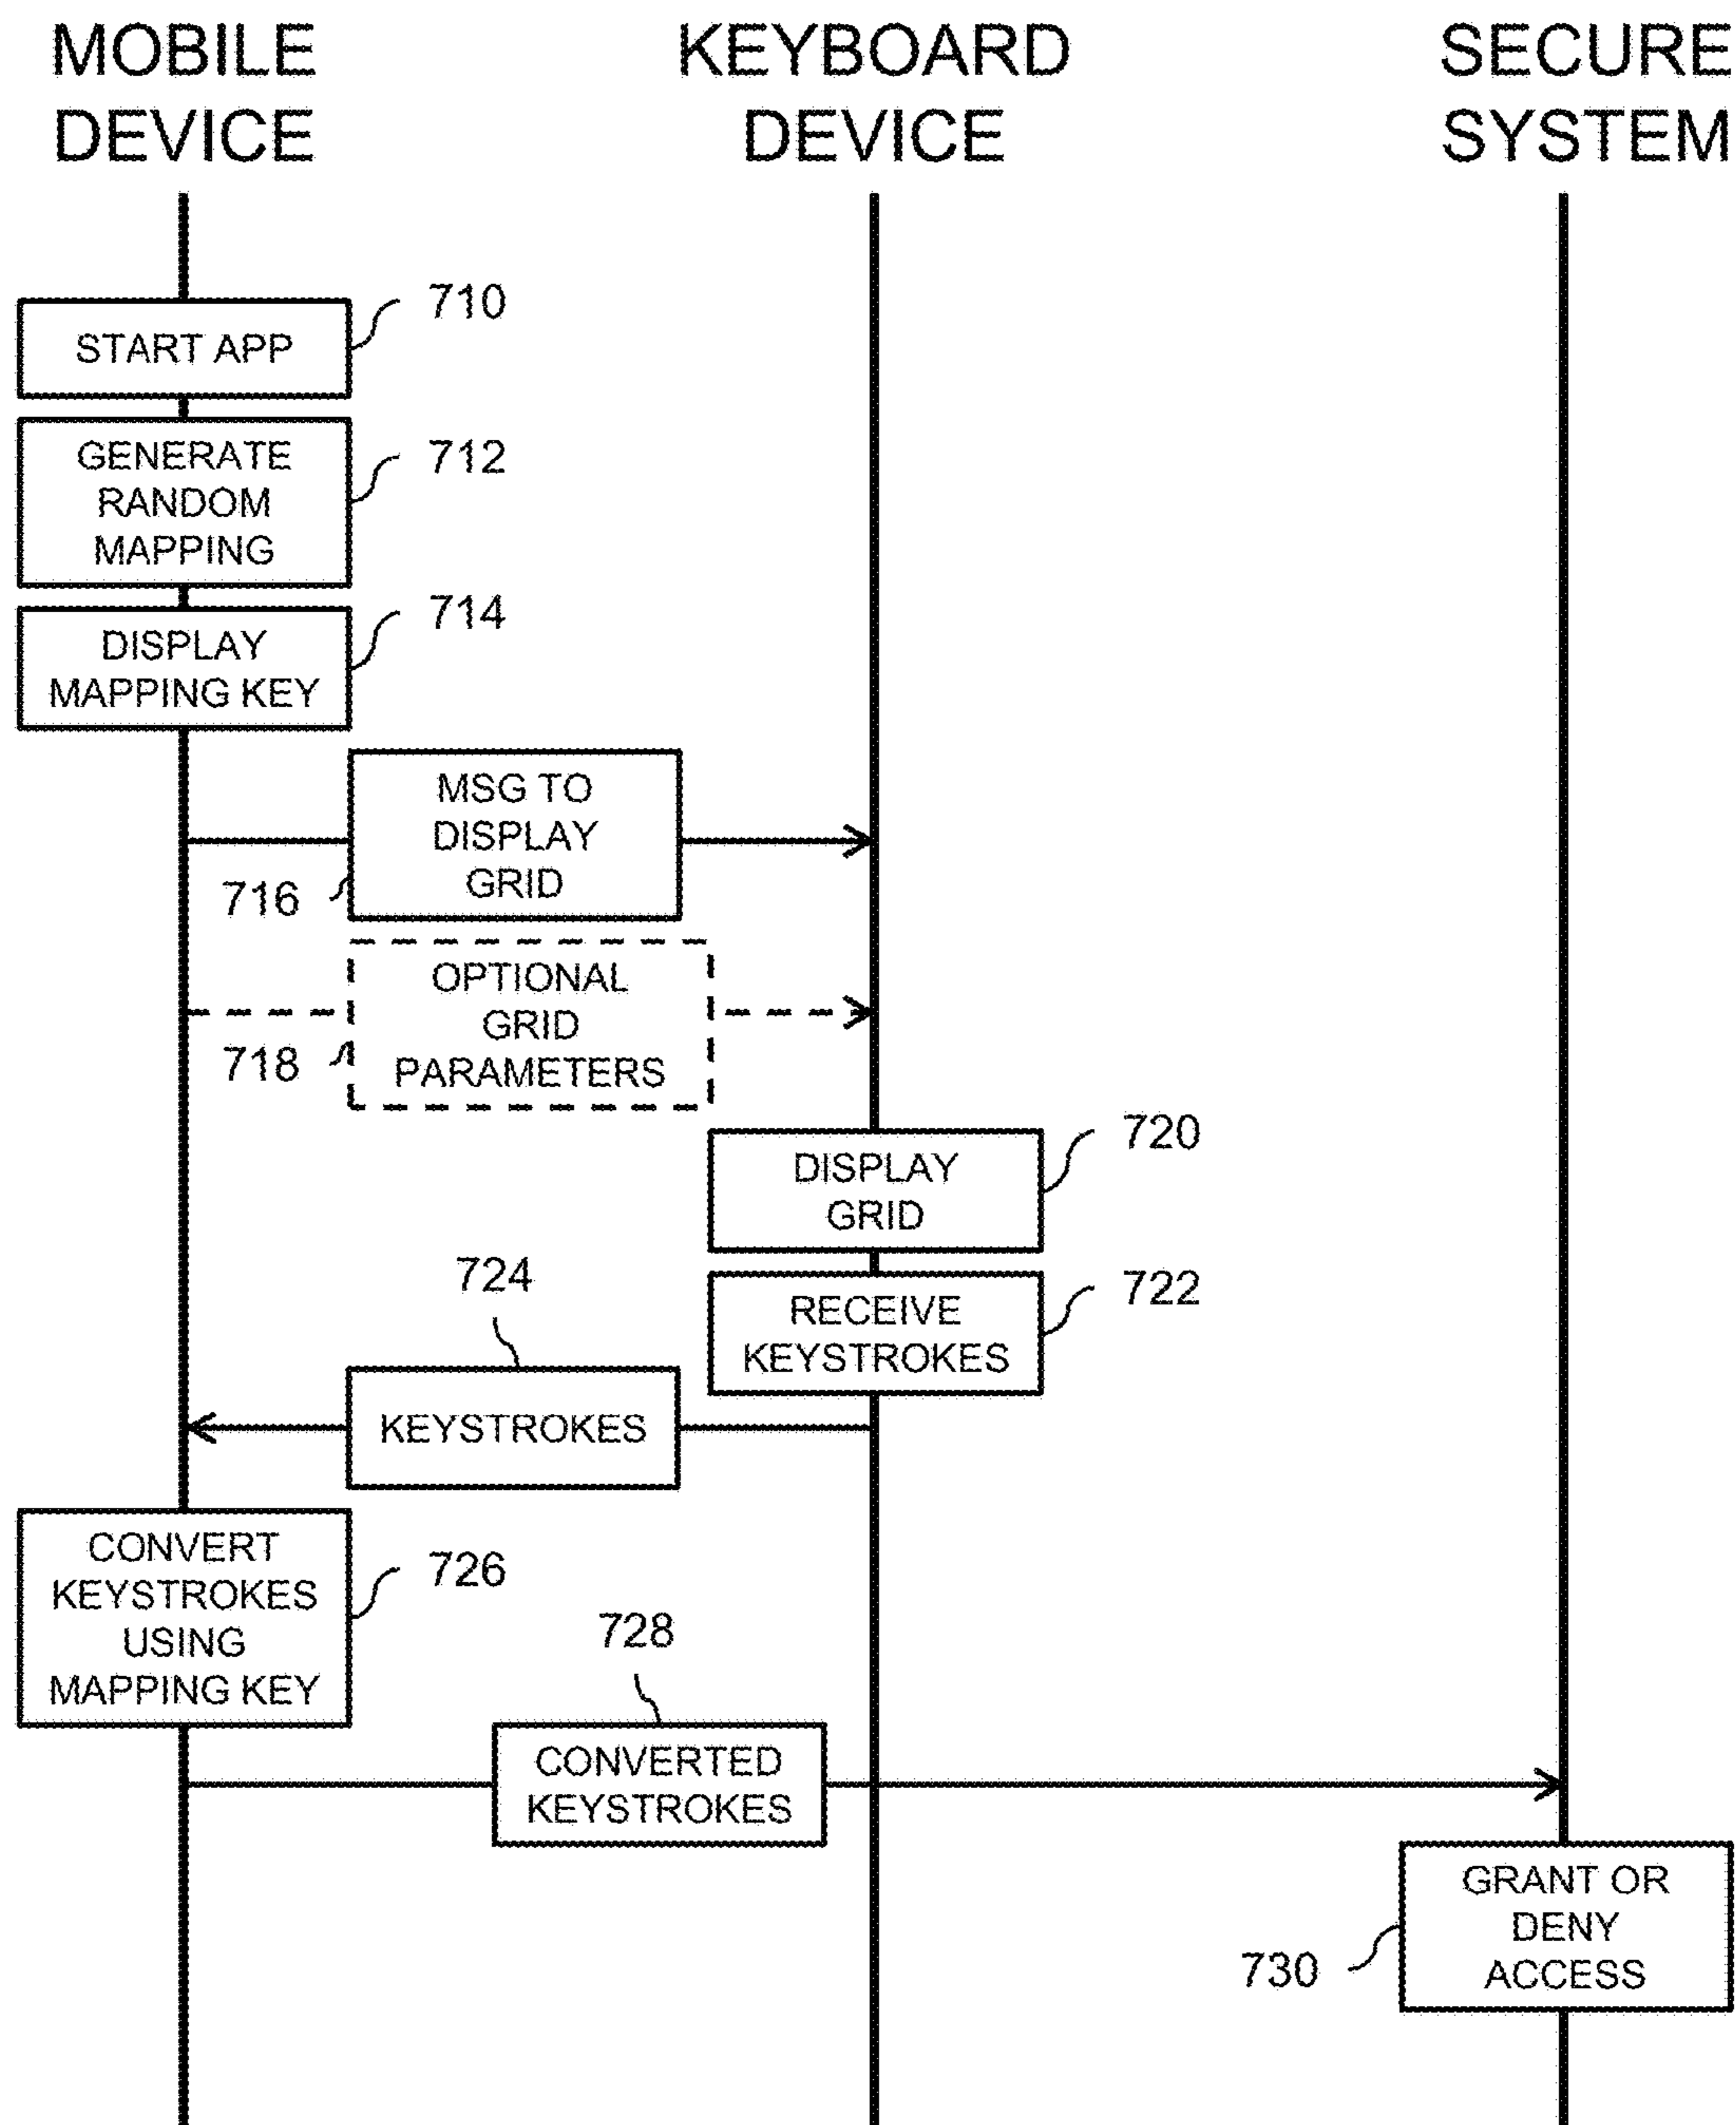 MOBILE
DEVICE
KEYBOARD
DEVICE
SECURE
SYSTEM
START APP
710
GENERATE
RANDOM
MAPPING
712
DISPLAY
MAPPING KEY
714
MSG TO
DISPLAY
GRID
716
OPTIONAL
GRID
PARAMETERS
718
DISPLAY
GRID
720
RECEIVE
KEYSTROKES
722
724
KEYSTROKES
CONVERT
KEYSTROKES
USING
MAPPING KEY
726
728
CONVERTED
KEYSTROKES
GRANT OR
DENY
ACCESS
730